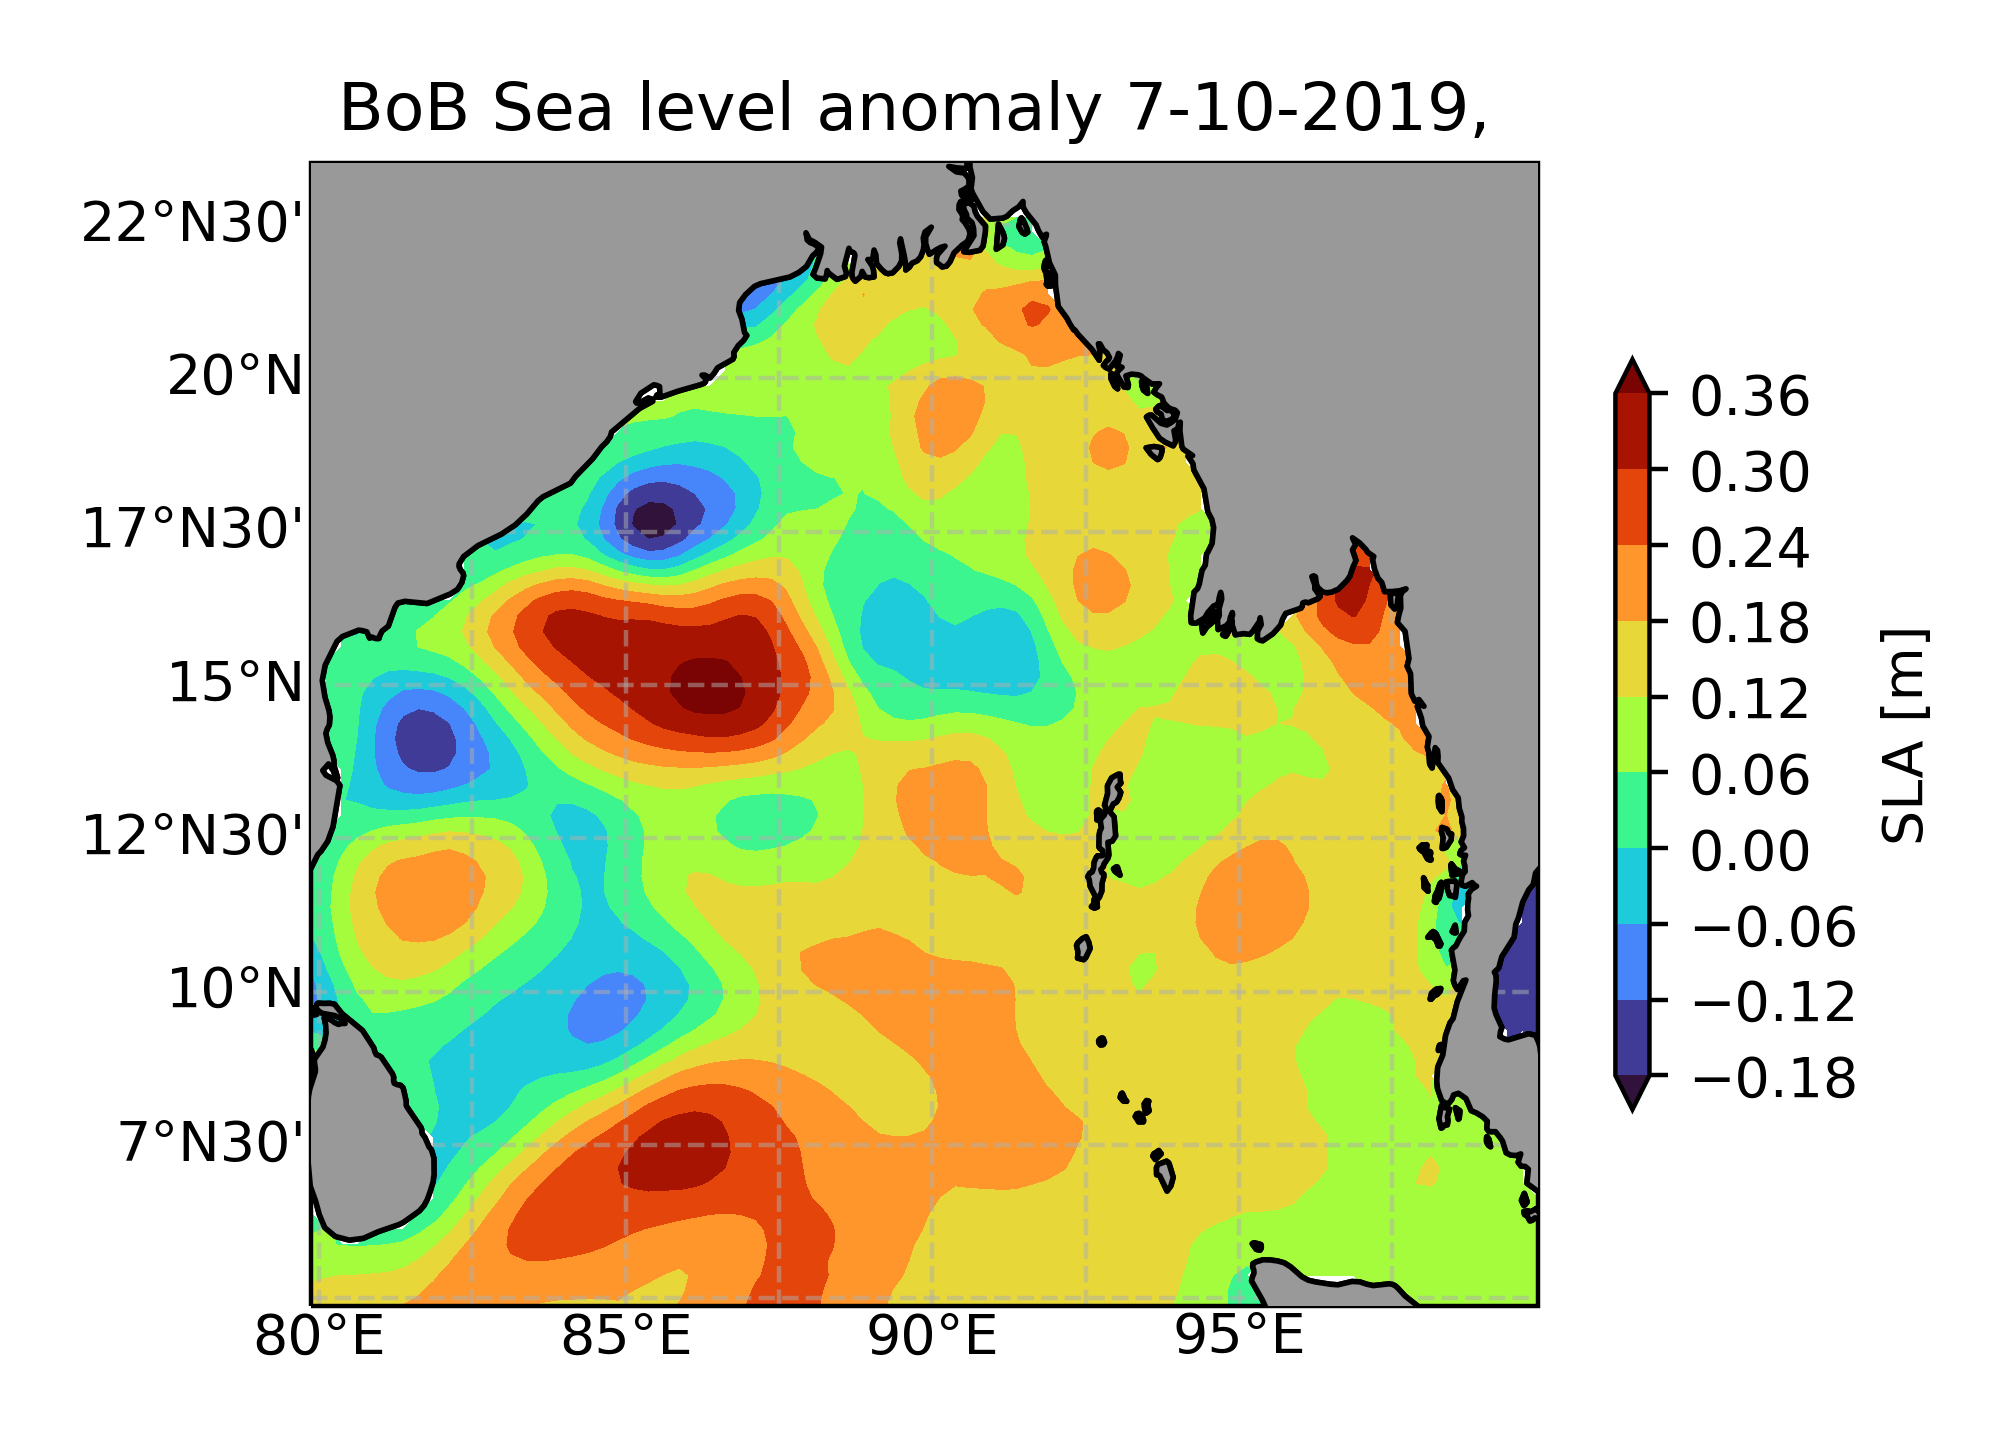 BoB Sea level anomaly 7-10-2019,
22°N30'
20°N
17°N30'
15°N
12°N30'
10°N
7°N30'
80°E
85°E
90°E
95°E
0.36
0.30
0.24
0.18
0.12
0.06
0.00
−0.06
−0.12
−0.18
SLA [m]